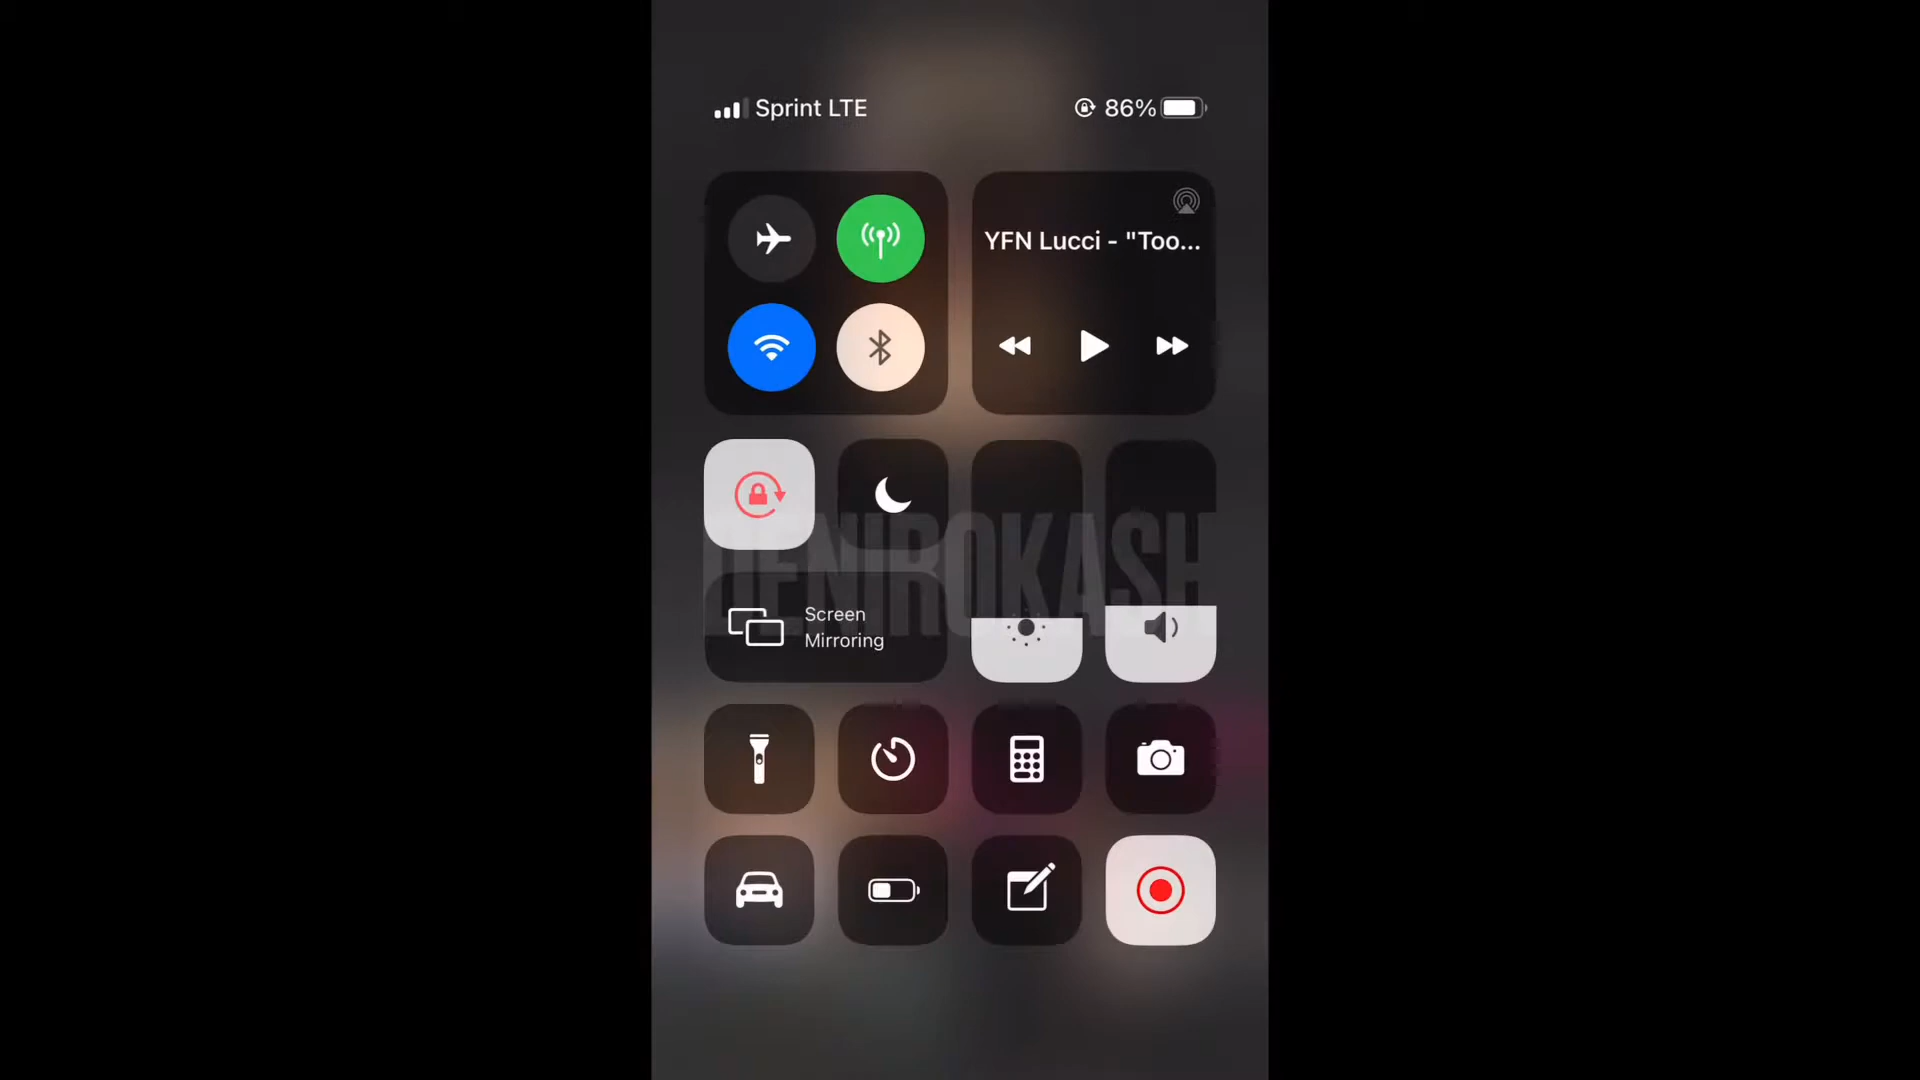 Sprint LTE
86%
YFN Lucci - "Too...
DENIROKASH
Screen
Mirroring